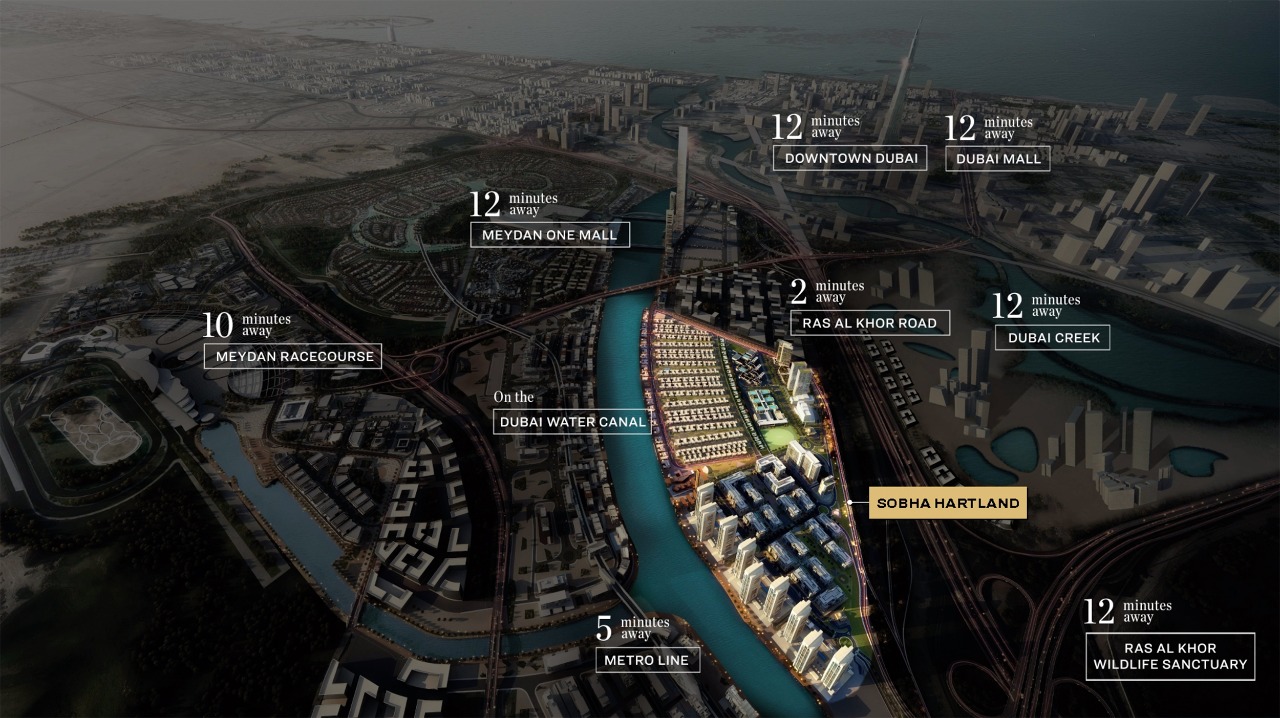 12 minutes away
DOWNTOWN DUBAI
12 minutes away
DUBAI MALL
12 minutes away
MEYDAN ONE MALL
2 minutes away
RAS AL KHOR ROAD
12 minutes away
DUBAI CREEK
10 minutes away
MEYDAN RACECOURSE
On the
DUBAI WATER CANAL
SOBHA HARTLAND
5 minutes away
METRO LINE
12 minutes away
RAS AL KHOR
WILDLIFE SANCTUARY